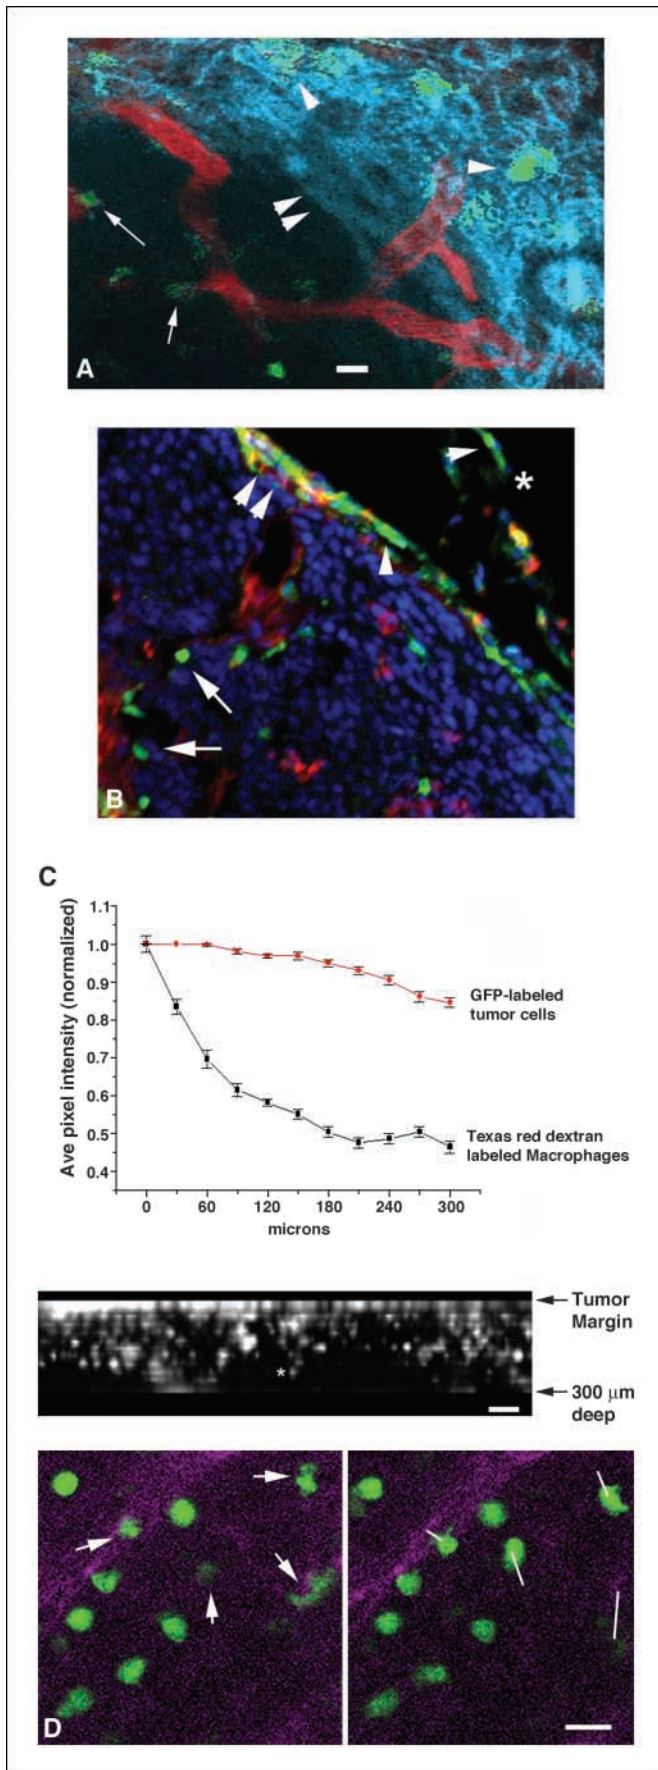 A
*
B
C
Ave pixel intensity (normalized)
1.1
1.0
0.9
0.8
0.7
0.6
0.5
0.4
0 60 120 180 240 300
microns
GFP-labeled
tumor cells
Texas red dextran
labeled Macrophages
Tumor
Margin
*
300 μm
deep
D